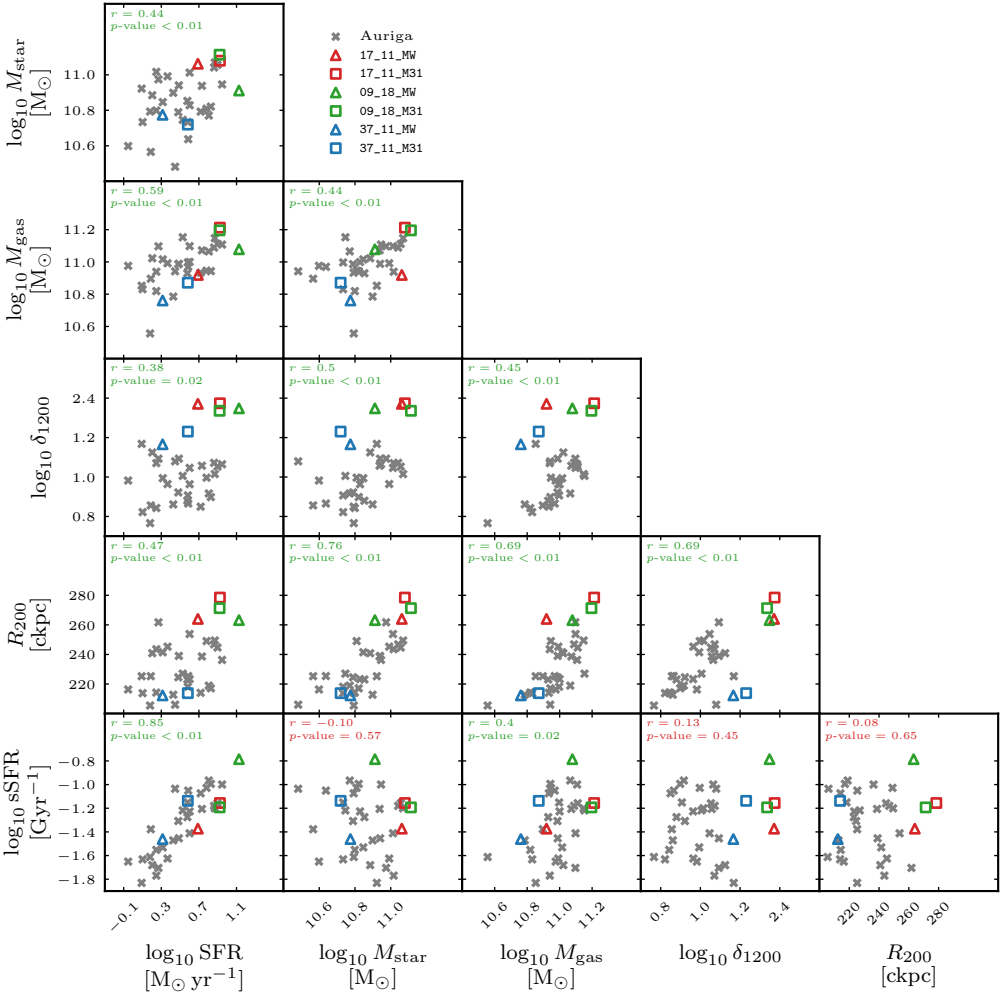 r = 0.44
p-value < 0.01
log₁₀ M_star
[M⊙]
11.0
10.8
10.6
Auriga
17_11_MW
17_11_M31
09_18_MW
09_18_M31
37_11_MW
37_11_M31
r = 0.59
p-value < 0.01
r = 0.44
p-value < 0.01
log₁₀ M_gas
[M⊙]
11.2
11.0
10.8
10.6
r = 0.38
p-value = 0.02
r = 0.5
p-value < 0.01
r = 0.45
p-value < 0.01
log₁₀ δ₁₂₀₀
2.4
1.2
1.0
0.8
r = 0.47
p-value < 0.01
r = 0.76
p-value < 0.01
r = 0.69
p-value < 0.01
r = 0.69
p-value < 0.01
R₂₀₀
[ckpc]
280
260
240
220
r = 0.85
p-value < 0.01
r = −0.10
p-value = 0.57
r = 0.4
p-value = 0.02
r = 0.13
p-value = 0.45
r = 0.08
p-value = 0.65
log₁₀ sSFR
[Gyr⁻¹]
−0.8
−1.0
−1.2
−1.4
−1.6
−1.8
−0.1 0.3 0.7 1.1
10.6 10.8 11.0
10.6 10.8 11.0 11.2
0.8 1.0 1.2 2.4
220 240 260 280
log₁₀ SFR
[M⊙ yr⁻¹]
log₁₀ M_star
[M⊙]
log₁₀ M_gas
[M⊙]
log₁₀ δ₁₂₀₀
R₂₀₀
[ckpc]